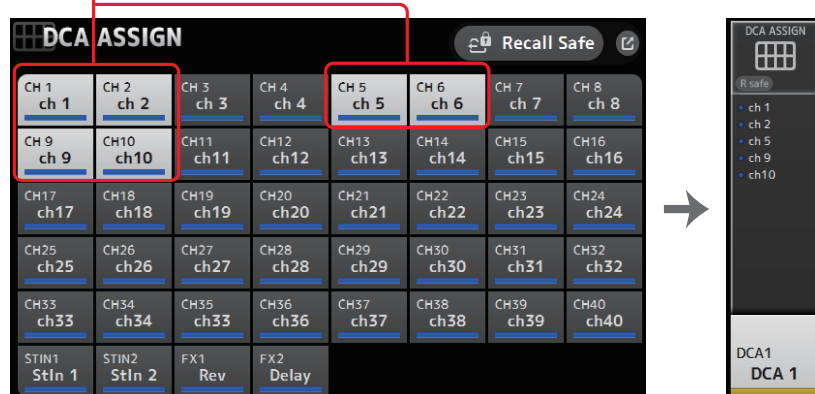 DCA ASSIGN
Recall Safe
CH 1 CH 2 CH 3 CH 4 CH 5 CH 6 CH 7 CH 8
ch 1 ch 2 ch 3 ch 4 ch 5 ch 6 ch 7 ch 8
CH 9 CH10 CH11 CH12 CH13 CH14 CH15 CH16
ch 9 ch10 ch11 ch12 ch13 ch14 ch15 ch16
CH17 CH18 CH19 CH20 CH21 CH22 CH23 CH24
ch17 ch18 ch19 ch20 ch21 ch22 ch23 ch24
CH25 CH26 CH27 CH28 CH29 CH30 CH31 CH32
ch25 ch26 ch27 ch28 ch29 ch30 ch31 ch32
CH33 CH34 CH35 CH36 CH37 CH38 CH39 CH40
ch33 ch34 ch33 ch36 ch37 ch38 ch39 ch40
STIN1 STIN2 FX1 FX2
StIn 1 StIn 2 Rev Delay
DCA ASSIGN
R safe
ch 1
ch 2
ch 5
ch 9
ch10
DCA1
DCA 1